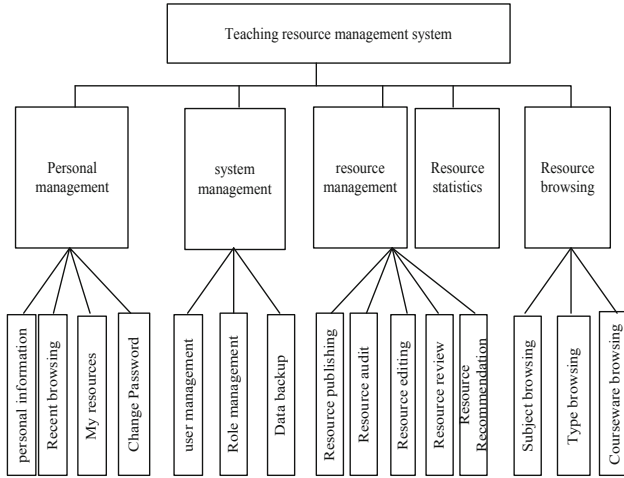 Teaching resource management system
Personal
management
system
management
resource
management
Resource
statistics
Resource
browsing
personal information
Recent browsing
My resources
Change Password
user management
Role management
Data backup
Resource publishing
Resource audit
Resource editing
Resource review
Resource
Recommendation
Subject browsing
Type browsing
Courseware browsing